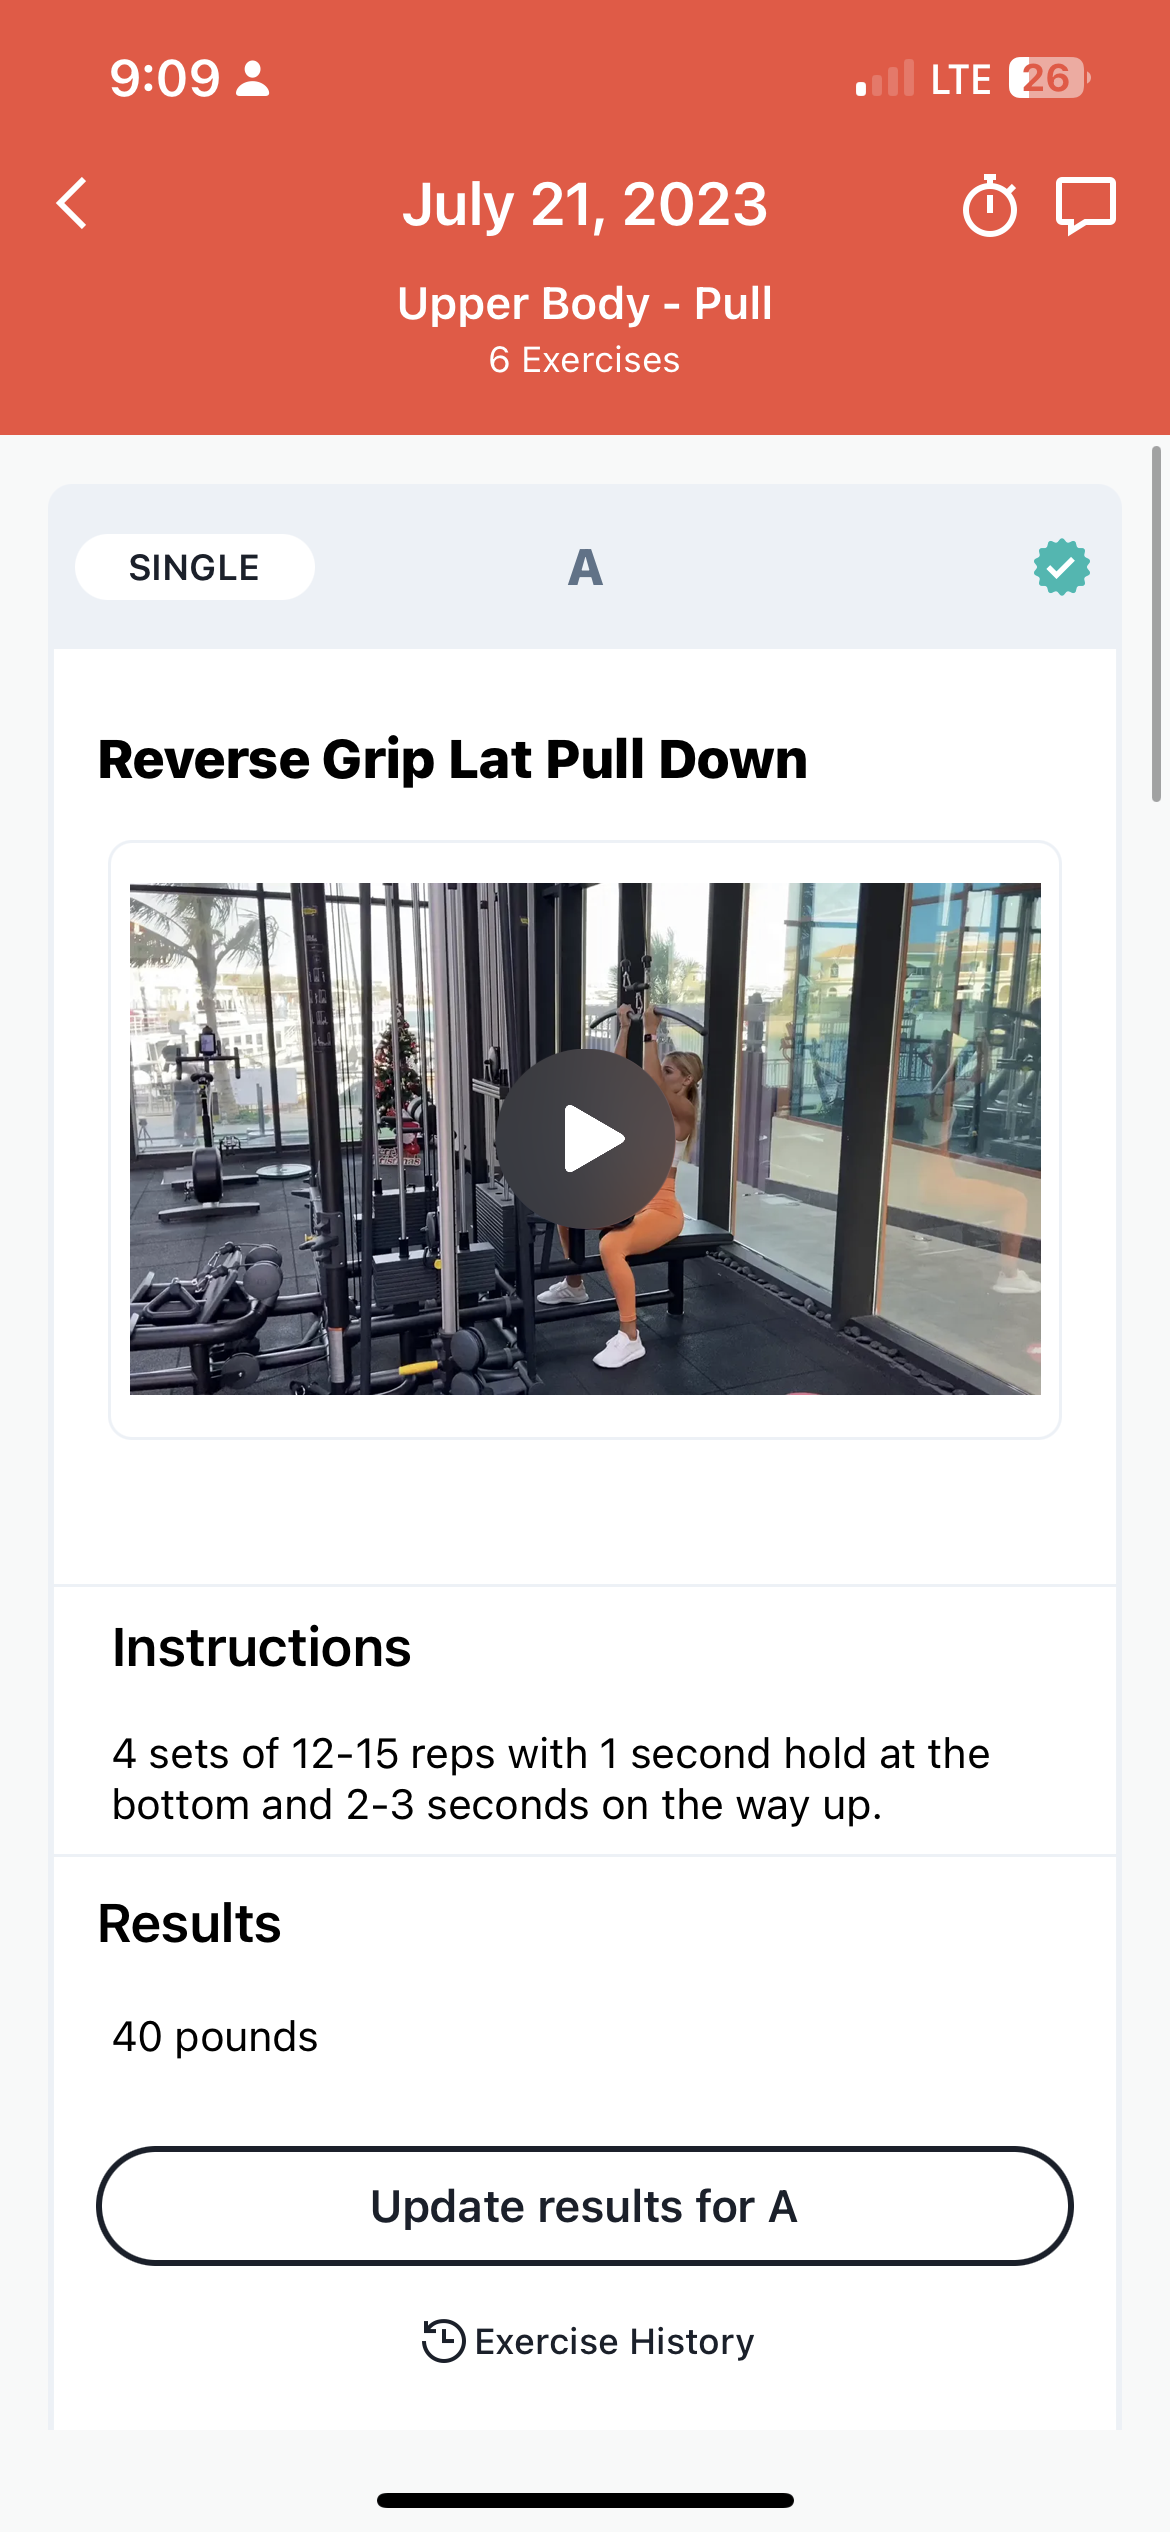 9:09
LTE 26
July 21, 2023
Upper Body - Pull
6 Exercises
SINGLE
A
Reverse Grip Lat Pull Down
Instructions
4 sets of 12-15 reps with 1 second hold at the
bottom and 2-3 seconds on the way up.
Results
40 pounds
Update results for A
Exercise History